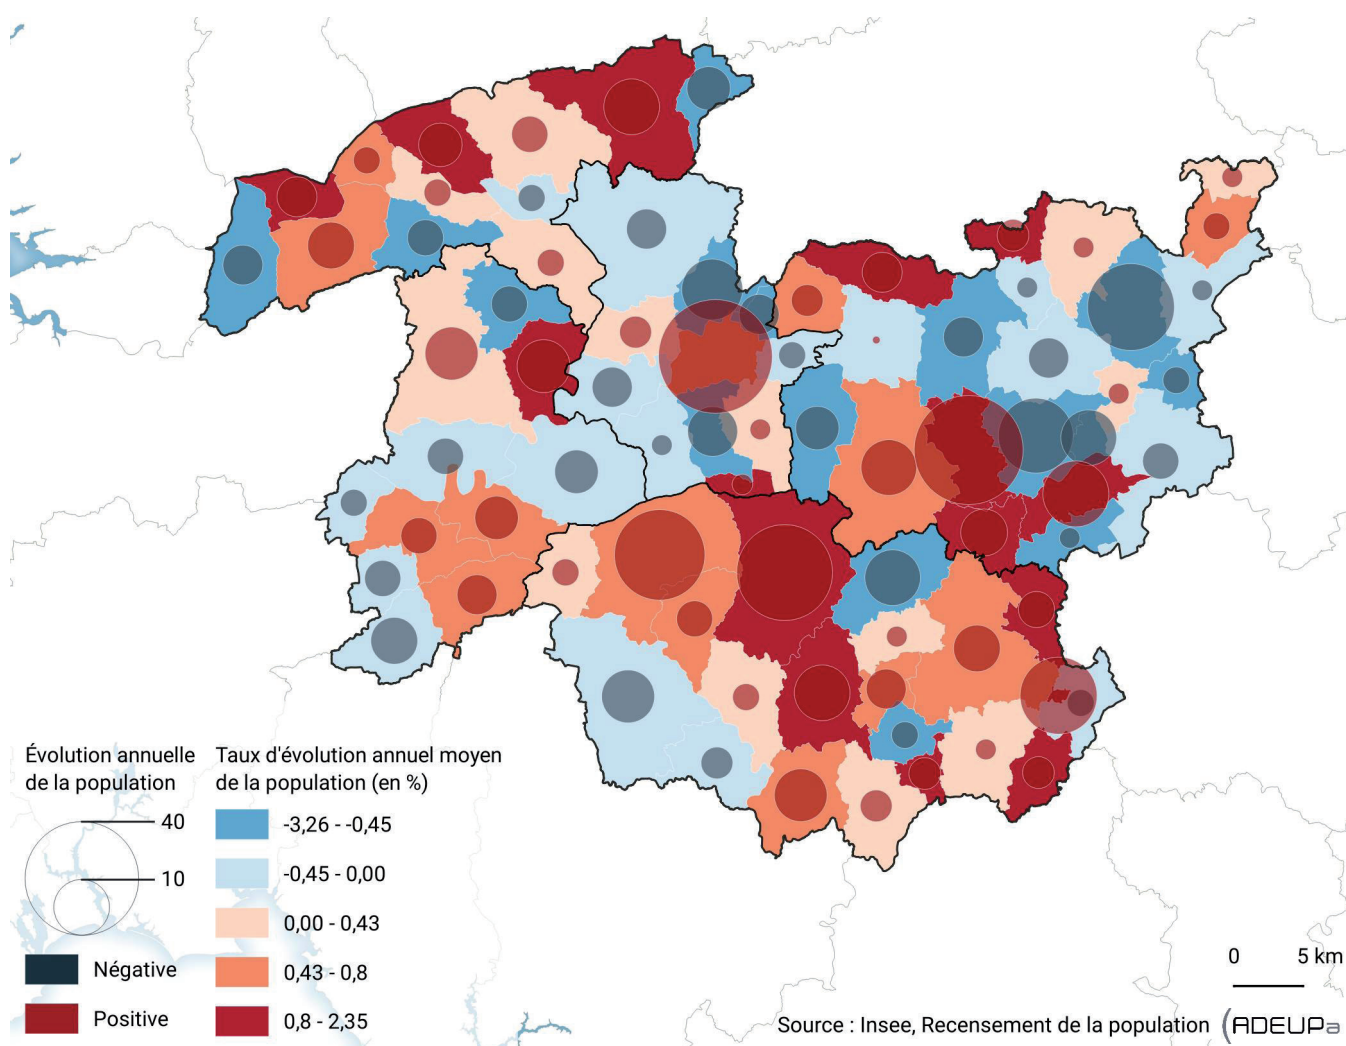 Évolution annuelle
de la population
40
10
Négative
Positive
Taux d'évolution annuel moyen
de la population (en %)
-3,26 - -0,45
-0,45 - 0,00
0,00 - 0,43
0,43 - 0,8
0,8 - 2,35
0 5 km
Source : Insee, Recensement de la population
ADEUPa